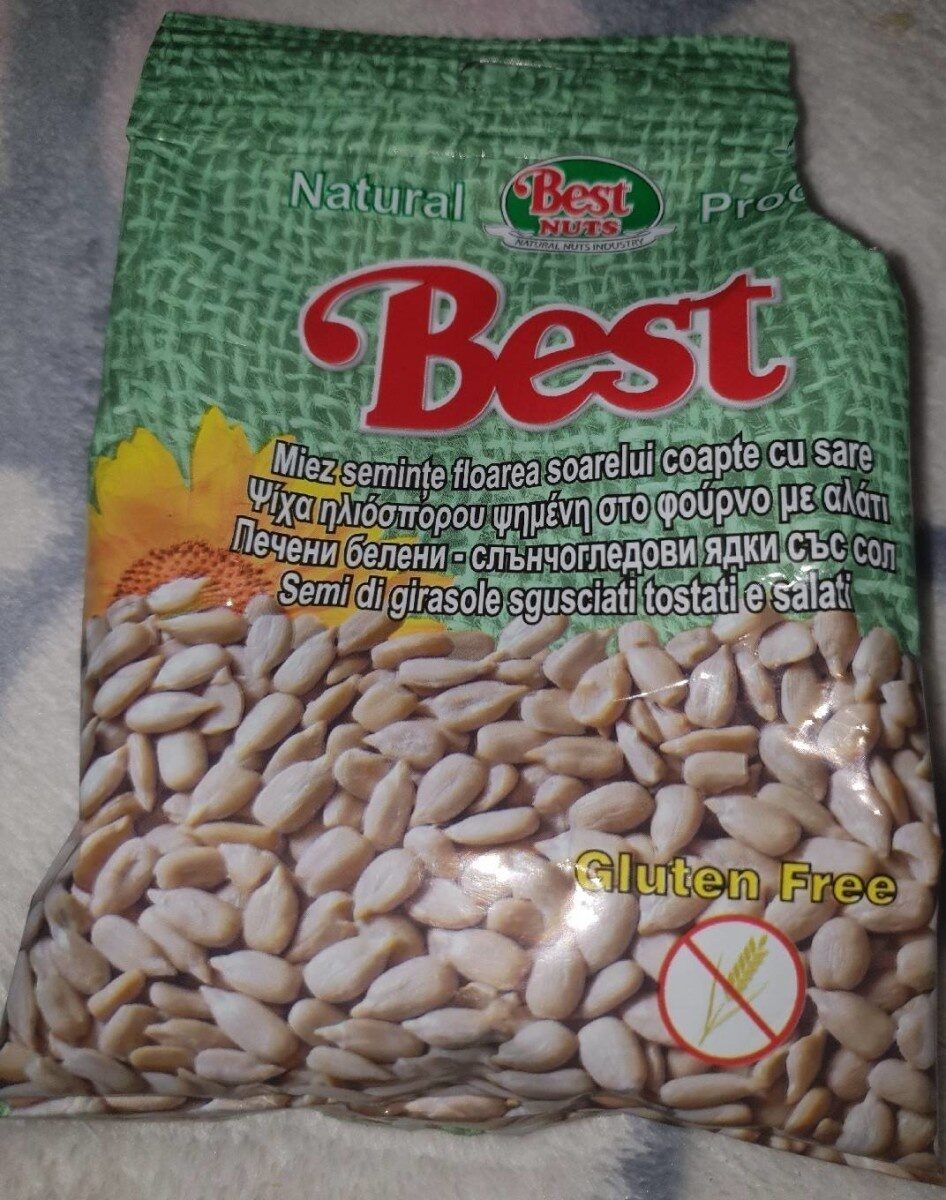 Natural
Best
NUTS
NATURAL NUTS INDUSTRY
Best
Miez semințe floarea soarelui coapte cu sare
Ψίχα ηλιόσπορου ψημένη στο φούρνο με αλάτι
Печени белени - слънчогледови ядки със сол
Semi di girasole sgusciati tostati e salati
Gluten Free